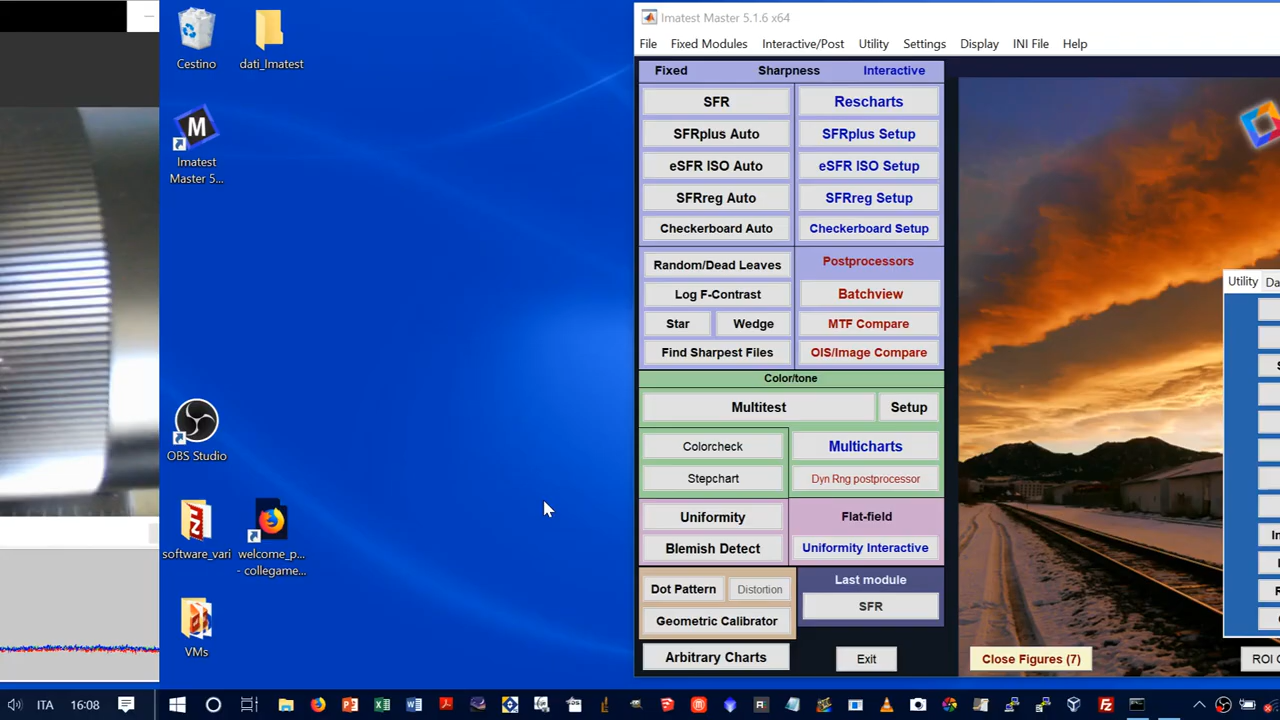 Cestino
dati_Imatest
M
Imatest
Master 5...
OBS Studio
software_vari
welcome_p...
- collegame...
VMs
Imatest Master 5.1.6 x64
File Fixed Modules Interactive/Post Utility Settings Display INI File Help
Fixed Sharpness Interactive
SFR Rescharts
SFRplus Auto SFRplus Setup
eSFR ISO Auto eSFR ISO Setup
SFRreg Auto SFRreg Setup
Checkerboard Auto Checkerboard Setup
Random/Dead Leaves Postprocessors
Log F-Contrast Batchview
Star Wedge MTF Compare
Find Sharpest Files OIS/Image Compare
Color/tone
Multitest Setup
Colorcheck Multicharts
Stepchart Dyn Rng postprocessor
Uniformity Flat-field
Blemish Detect Uniformity Interactive
Dot Pattern Distortion Last module
SFR
Geometric Calibrator
Arbitrary Charts Exit
Close Figures (7)
ROI
Utility Da
ITA 16:08